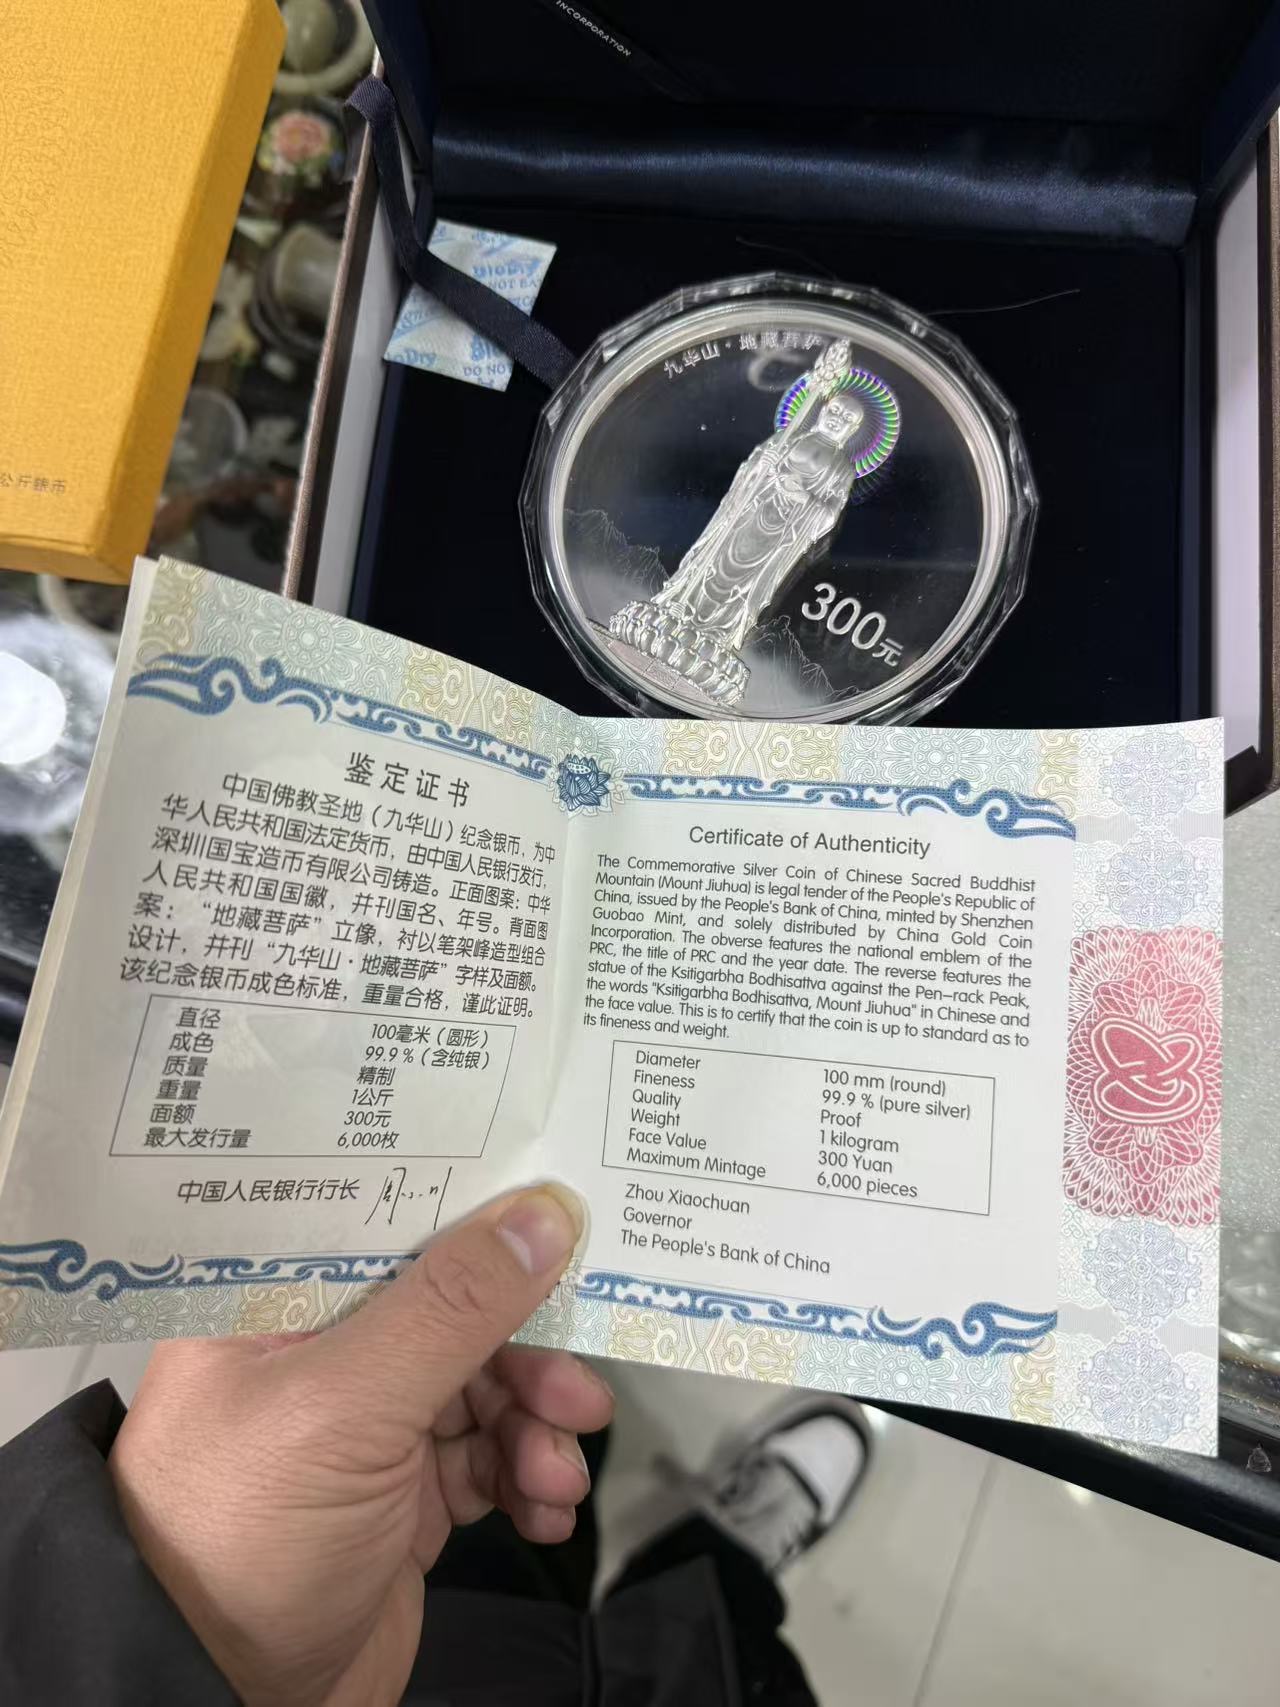 INCORPORATION
DO NOT
九华山·地藏菩萨
300元
公斤银币
鉴定证书
中国佛教圣地（九华山）纪念银币，为中
华人民共和国法定货币，由中国人民银行发行，
深圳国宝造币有限公司铸造。正面图案：中华
人民共和国国徽，并刊国名、年号。背面图
案：“地藏菩萨”立像，衬以笔架峰造型组合
设计，并刊“九华山·地藏菩萨”字样及面额。
该纪念银币成色标准，重量合格，谨此证明。
直径 100毫米（圆形）
成色 99.9％（含纯银）
质量 精制
重量 1公斤
面额 300元
最大发行量 6,000枚
中国人民银行行长
Certificate of Authenticity
The Commemorative Silver Coin of Chinese Sacred Buddhist
Mountain (Mount Jiuhua) is legal tender of the People's Republic of
China, issued by the People's Bank of China, minted by Shenzhen
Guobao Mint, and solely distributed by China Gold Coin
Incorporation. The obverse features the national emblem of the
PRC, the title of PRC and the year date. The reverse features the
statue of the Ksitigarbha Bodhisattva against the Pen-rack Peak,
the words "Ksitigarbha Bodhisattva, Mount Jiuhua" in Chinese and
the face value. This is to certify that the coin is up to standard as to
its fineness and weight.
Diameter 100 mm (round)
Fineness 99.9 % (pure silver)
Quality Proof
Weight 1 kilogram
Face Value 300 Yuan
Maximum Mintage 6,000 pieces
Zhou Xiaochuan
Governor
The People's Bank of China